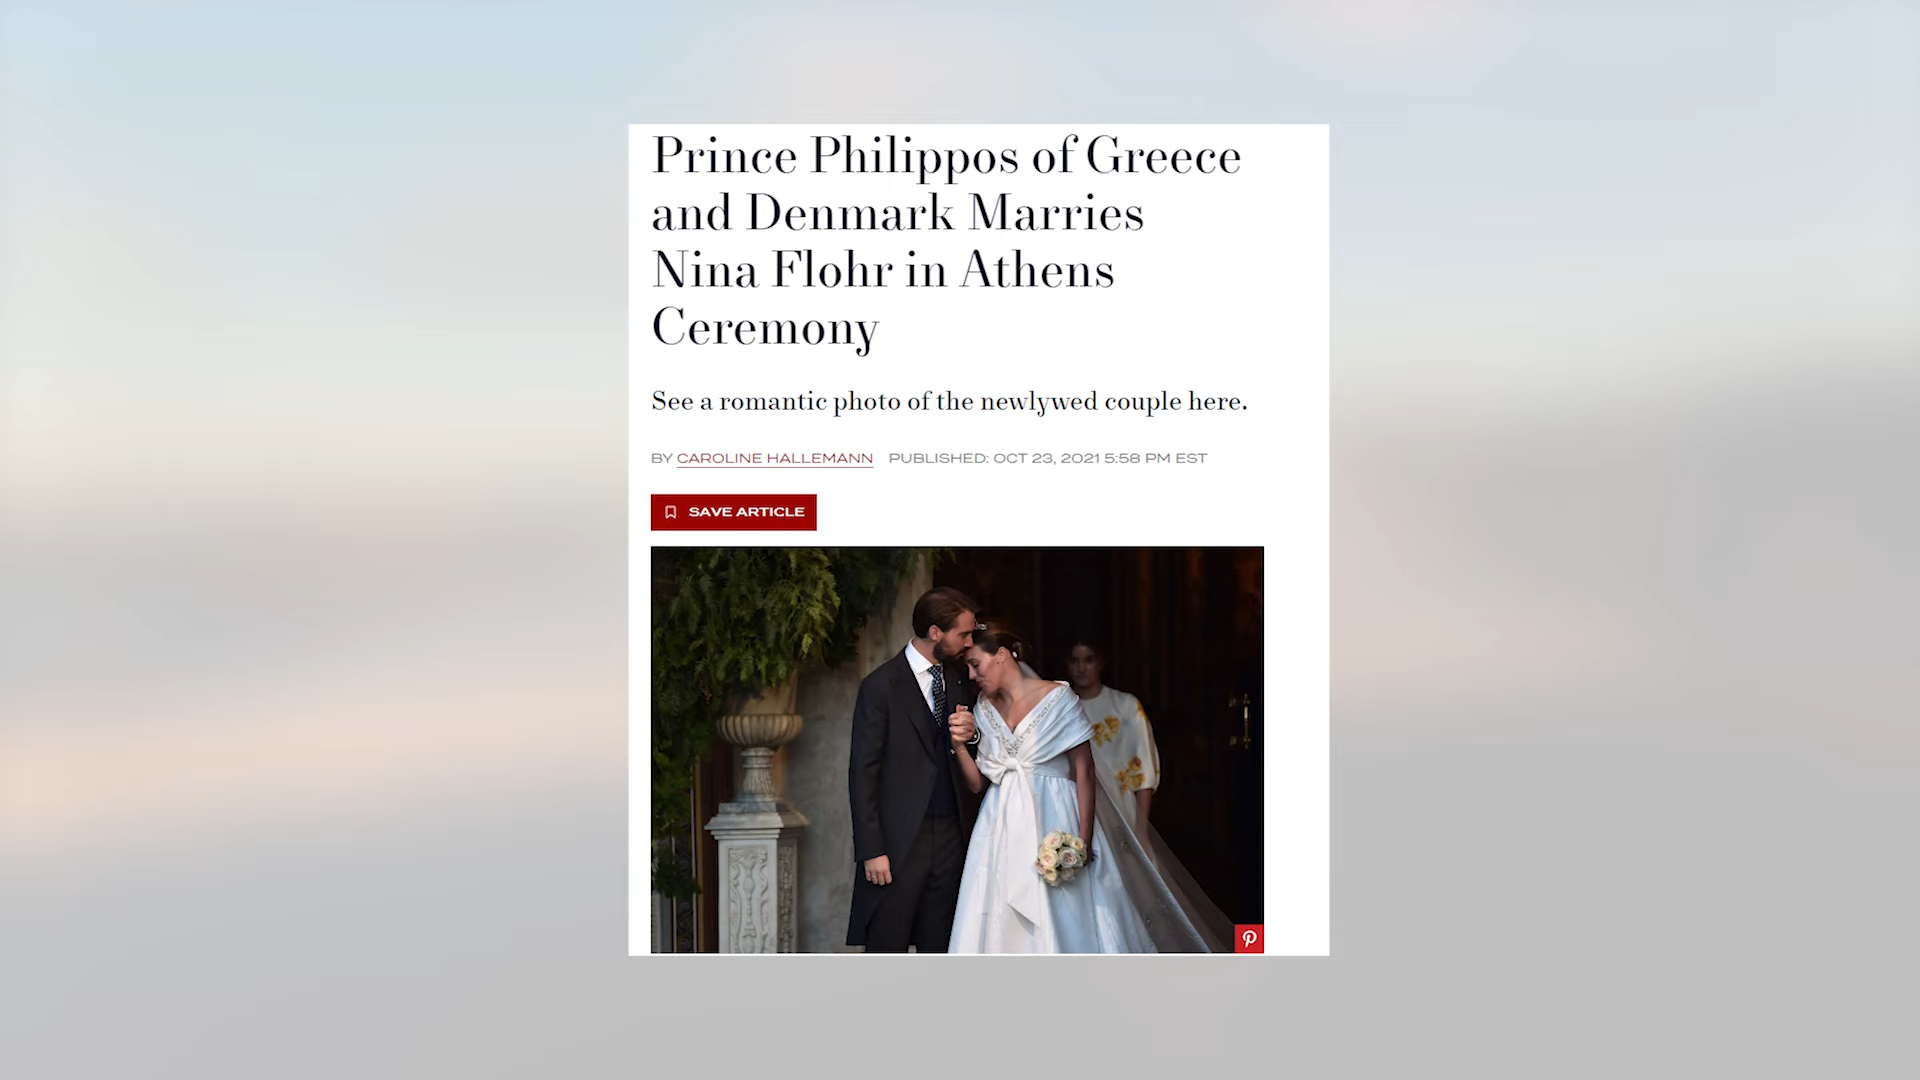 Prince Philippos of Greece
and Denmark Marries
Nina Flohr in Athens
Ceremony
See a romantic photo of the newlywed couple here.
BY CAROLINE HALLEMANN PUBLISHED: OCT 23, 2021 5:58 PM EST
SAVE ARTICLE